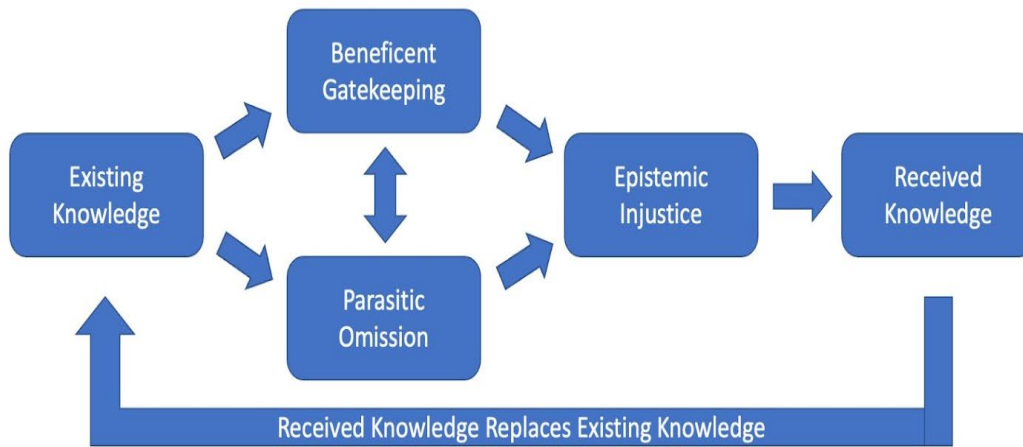 Existing
Knowledge
Beneficent
Gatekeeping
Parasitic
Omission
Epistemic
Injustice
Received
Knowledge
Received Knowledge Replaces Existing Knowledge